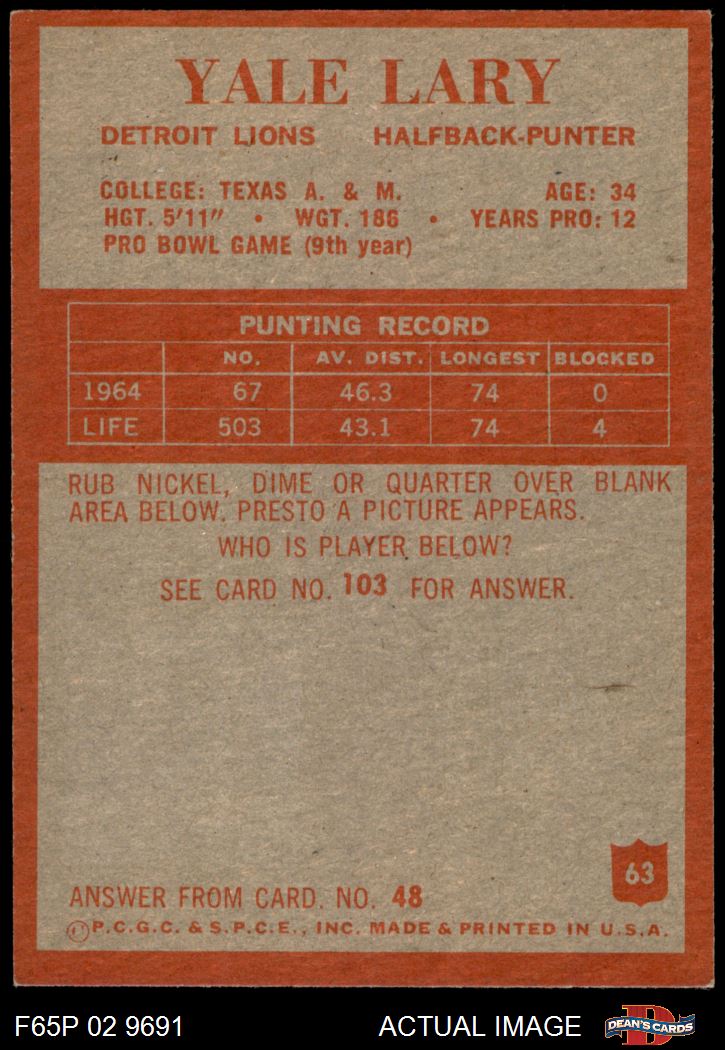 YALE LARY
DETROIT LIONS HALFBACK-PUNTER
COLLEGE: TEXAS A. & M. AGE: 34
HGT. 5'11" • WGT. 186 • YEARS PRO: 12
PRO BOWL GAME (9th year)
PUNTING RECORD
NO. AV. DIST. LONGEST BLOCKED
1964 67 46.3 74 0
LIFE 503 43.1 74 4
RUB NICKEL, DIME OR QUARTER OVER BLANK
AREA BELOW. PRESTO A PICTURE APPEARS.
WHO IS PLAYER BELOW?
SEE CARD NO. 103 FOR ANSWER.
63
ANSWER FROM CARD. NO. 48
©P.C.G.C. & S.P.C.E., INC. MADE & PRINTED IN U.S.A.
F65P 02 9691 ACTUAL IMAGE DEAN'S CARDS